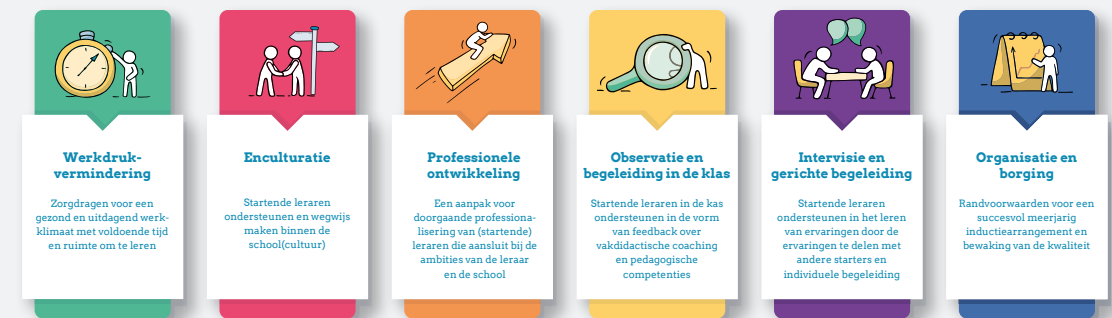 Werkdruk-
vermindering
Zorgdragen voor een
gezond en uitdagend werk-
klimaat met voldoende tijd
en ruimte om te leren
Enculturatie
Startende leraren
ondersteunen en wegwijs
maken binnen de
school(cultuur)
Professionele
ontwikkeling
Een aanpak voor
doorgaande professiona-
lisering van (startende)
leraren die aansluit bij de
ambities van de leraar
en de school
Observatie en
begeleiding in de klas
Startende leraren in de kas
ondersteunen in de vorm
van feedback over
vakdidactische coaching
en pedagogische
competenties
Intervisie en
gerichte begeleiding
Startende leraren
ondersteunen in het leren
van ervaringen door de
ervaringen te delen met
andere starters en
individuele begeleiding
Organisatie en
borging
Randvoorwaarden voor een
succesvol meerjarig
inductiearrangement en
bewaking van de kwaliteit